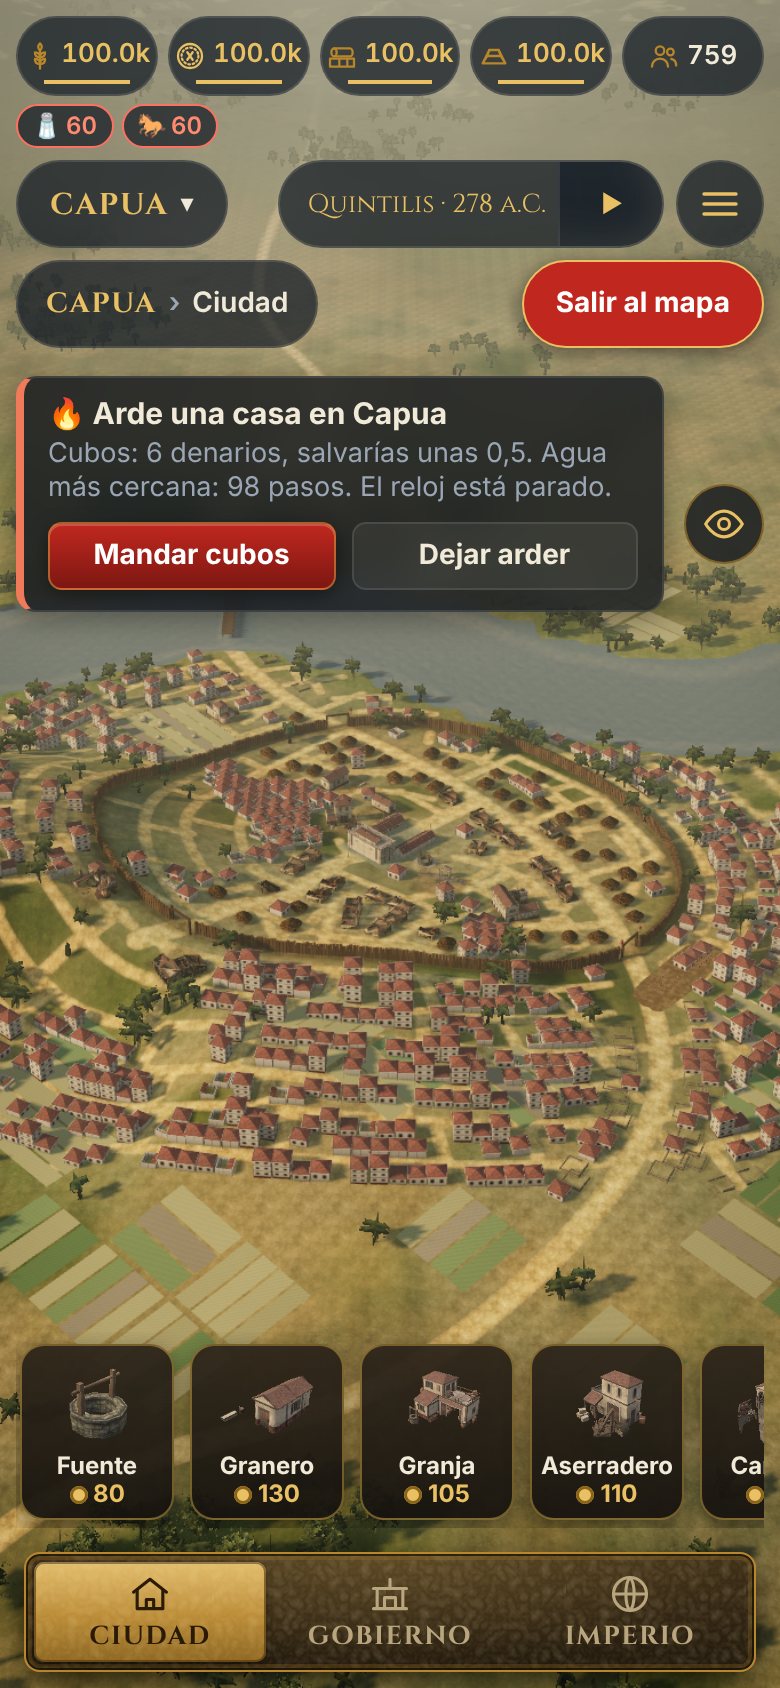 100.0k 100.0k 100.0k 100.0k 759
60 60
CAPUA ▾ QUINTILIS · 278 A.C.
CAPUA › Ciudad Salir al mapa
Arde una casa en Capua
Cubos: 6 denarios, salvarías unas 0,5. Agua
más cercana: 98 pasos. El reloj está parado.
Mandar cubos Dejar arder
Fuente Granero Granja Aserradero Ca
80 130 105 110
CIUDAD GOBIERNO IMPERIO